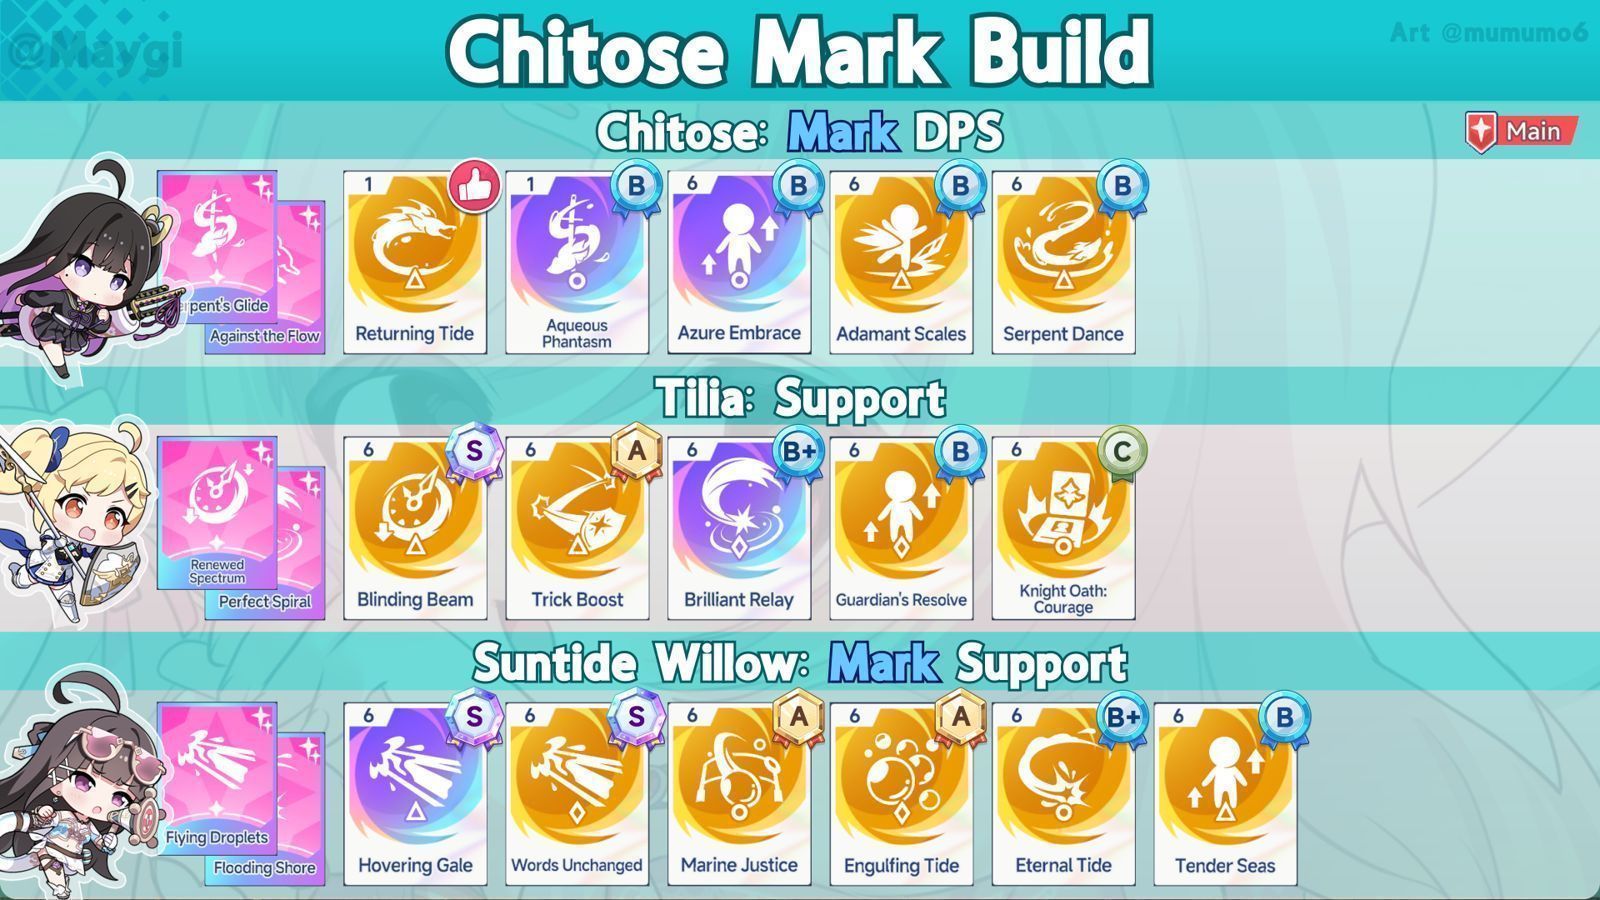 @Maygi
Chitose Mark Build
Art @mumumo6
Chitose: Mark DPS
Main
Serpent's Glide
Against the Flow
1
Returning Tide
1
B
Aqueous
Phantasm
6
B
Azure Embrace
6
B
Adamant Scales
6
B
Serpent Dance
Tilia: Support
Renewed
Spectrum
Perfect Spiral
6
S
Blinding Beam
6
A
Trick Boost
6
B+
Brilliant Relay
6
B
Guardian's Resolve
6
C
Knight Oath:
Courage
Suntide Willow: Mark Support
Flying Droplets
Flooding Shore
6
S
Hovering Gale
6
S
Words Unchanged
6
A
Marine Justice
6
A
Engulfing Tide
6
B+
Eternal Tide
6
B
Tender Seas